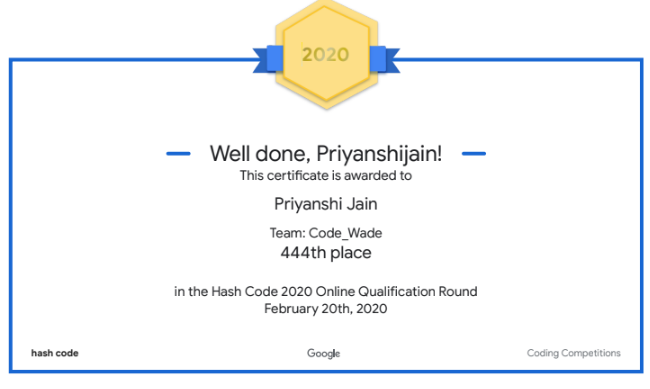 2020
Well done, Priyanshijain!
This certificate is awarded to
Priyanshi Jain
Team: Code_Wade
444th place
in the Hash Code 2020 Online Qualification Round
February 20th, 2020
hash code Google Coding Competitions